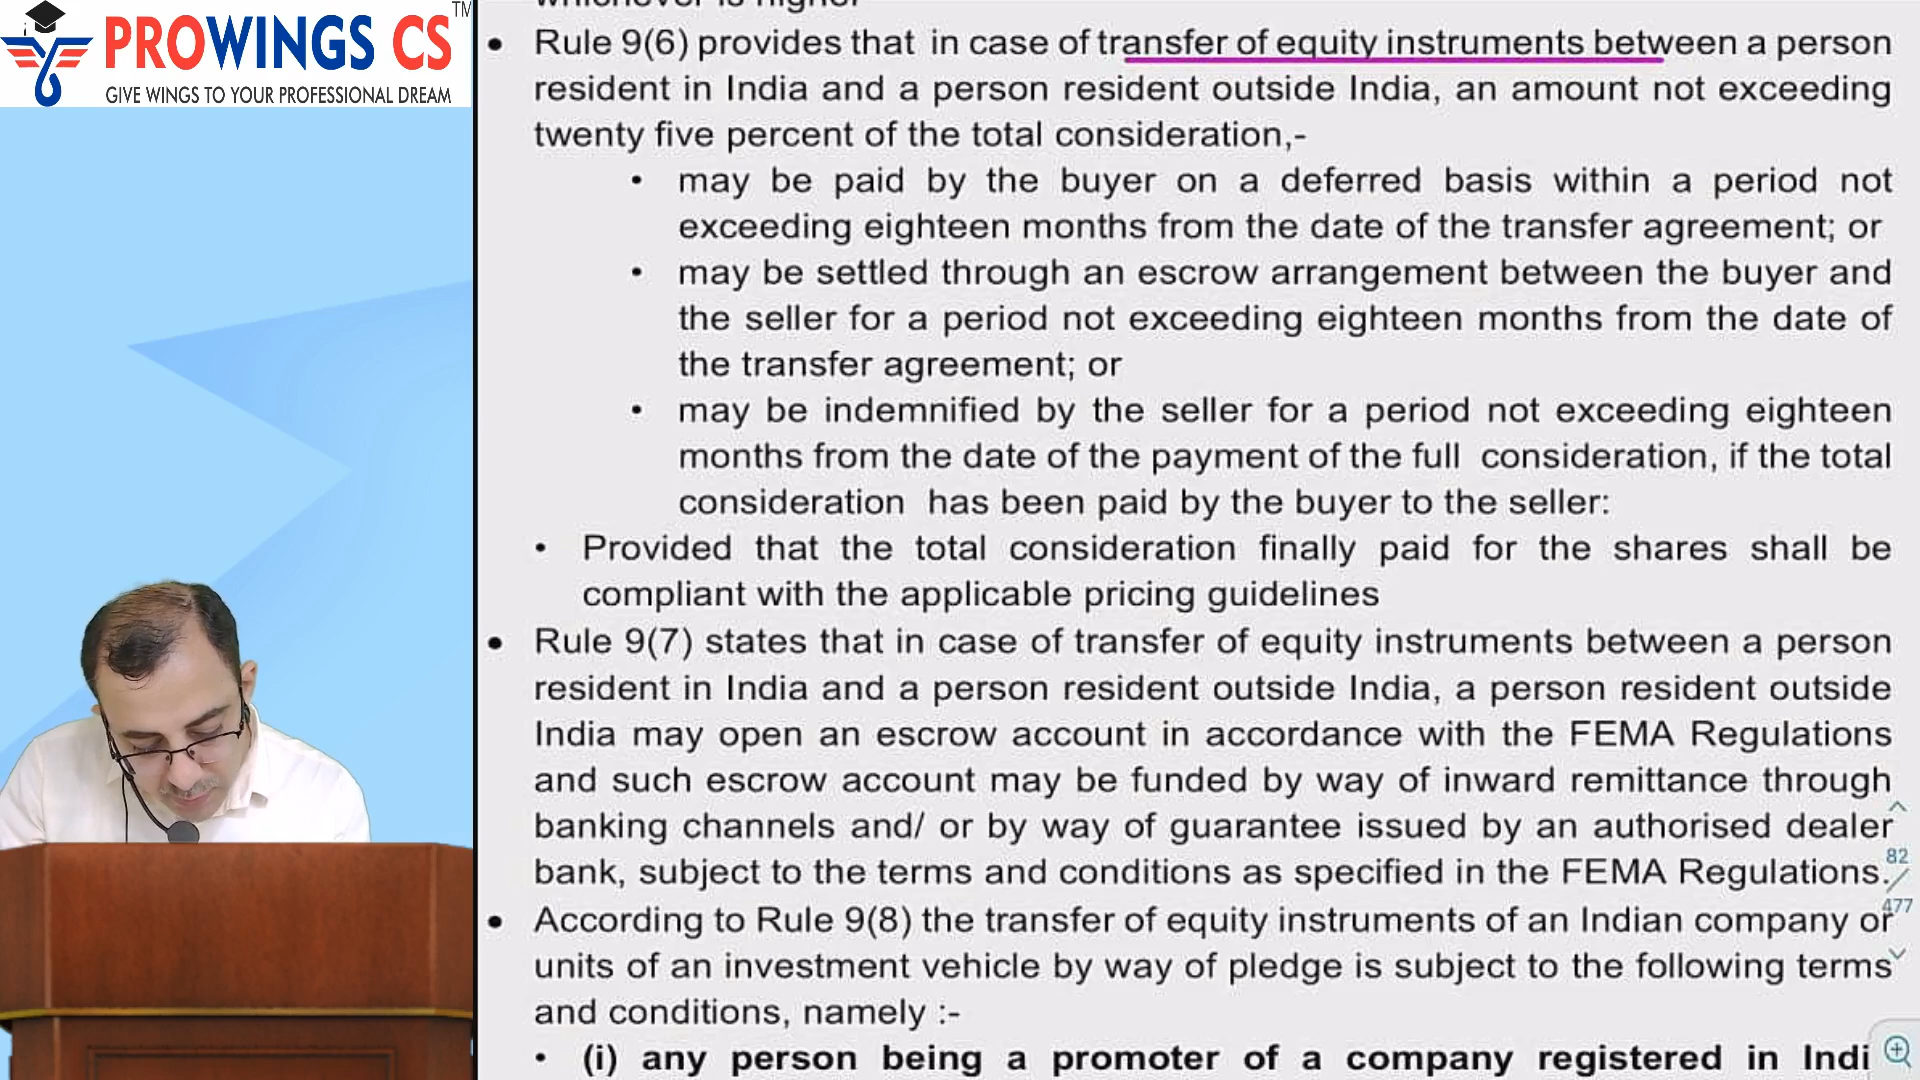 PROWINGS CS
TM
GIVE WINGS TO YOUR PROFESSIONAL DREAM
whichever is higher
• Rule 9(6) provides that in case of transfer of equity instruments between a person
resident in India and a person resident outside India, an amount not exceeding
twenty five percent of the total consideration,-
• may be paid by the buyer on a deferred basis within a period not
exceeding eighteen months from the date of the transfer agreement; or
• may be settled through an escrow arrangement between the buyer and
the seller for a period not exceeding eighteen months from the date of
the transfer agreement; or
• may be indemnified by the seller for a period not exceeding eighteen
months from the date of the payment of the full consideration, if the total
consideration has been paid by the buyer to the seller:
• Provided that the total consideration finally paid for the shares shall be
compliant with the applicable pricing guidelines
• Rule 9(7) states that in case of transfer of equity instruments between a person
resident in India and a person resident outside India, a person resident outside
India may open an escrow account in accordance with the FEMA Regulations
and such escrow account may be funded by way of inward remittance through
banking channels and/ or by way of guarantee issued by an authorised dealer
bank, subject to the terms and conditions as specified in the FEMA Regulations.
82
/
477
• According to Rule 9(8) the transfer of equity instruments of an Indian company or
units of an investment vehicle by way of pledge is subject to the following terms
and conditions, namely :-
• (i) any person being a promoter of a company registered in Indi